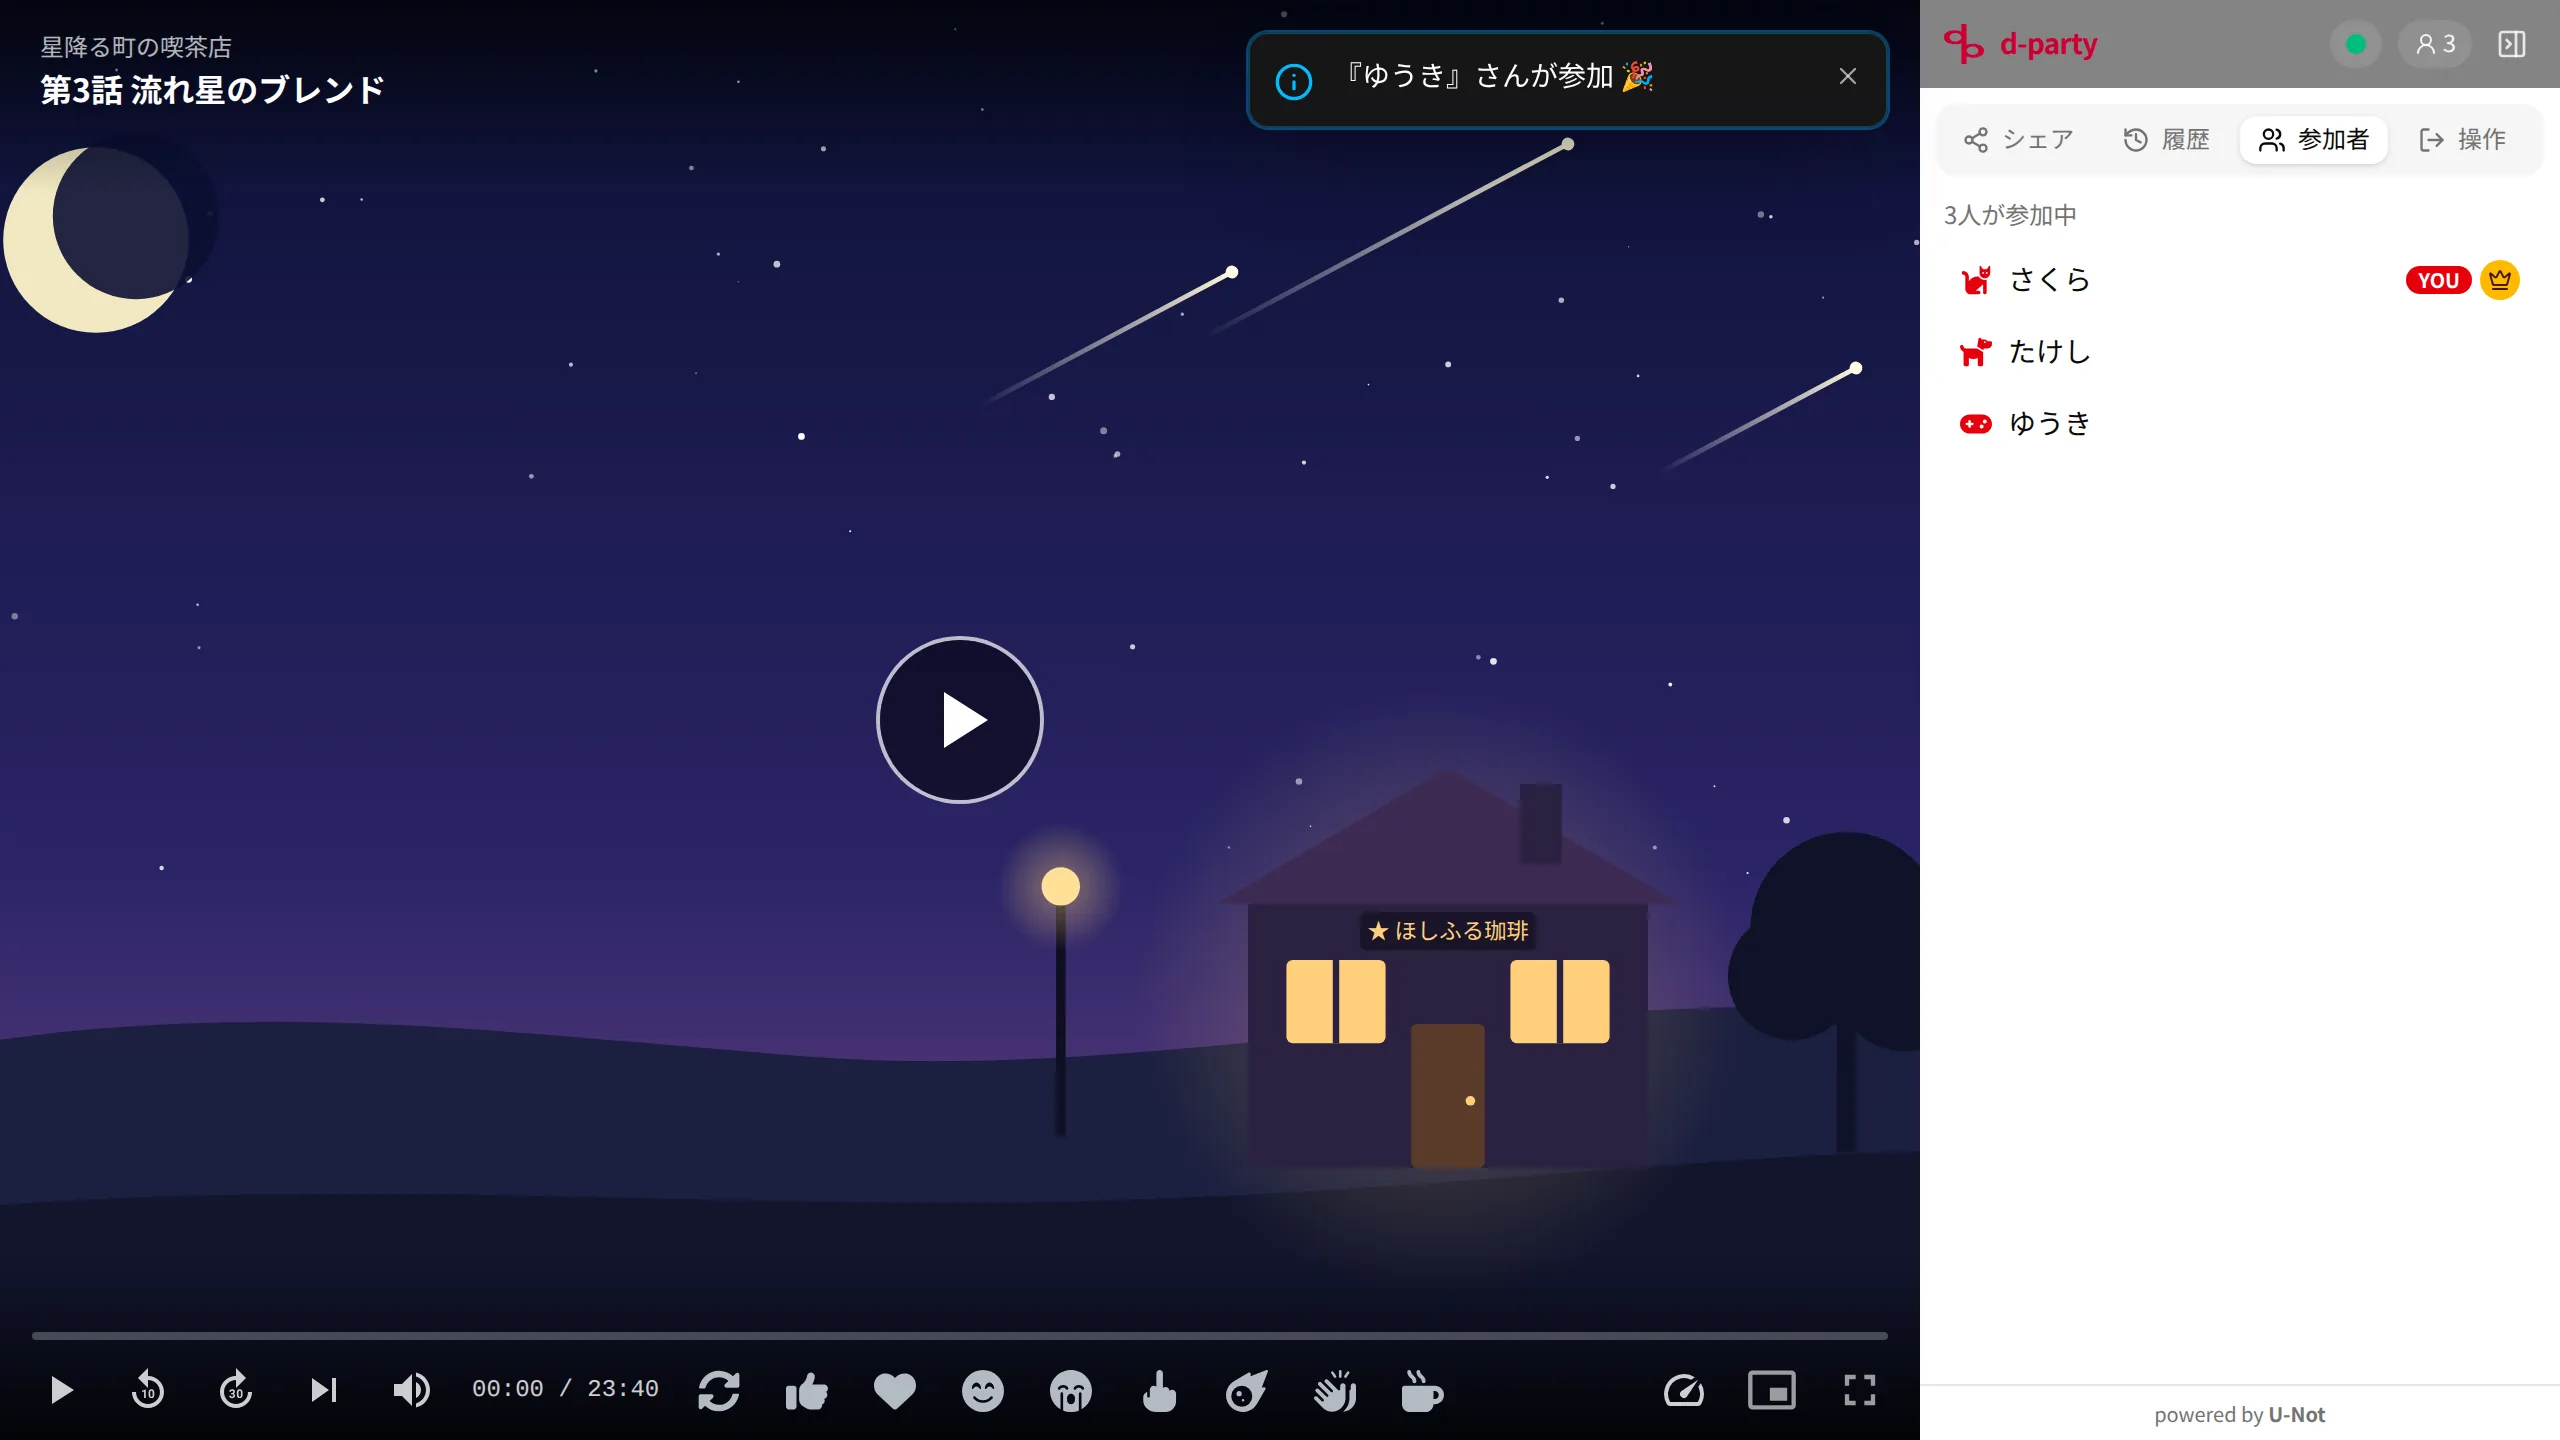 星降る町の喫茶店
第3話 流れ星のブレンド
『ゆうき』さんが参加 🎉
★ ほしふる珈琲
10
30
00:00 / 23:40
d-party
3
シェア
履歴
参加者
操作
3人が参加中
さくら
YOU
たけし
ゆうき
powered by U-Not